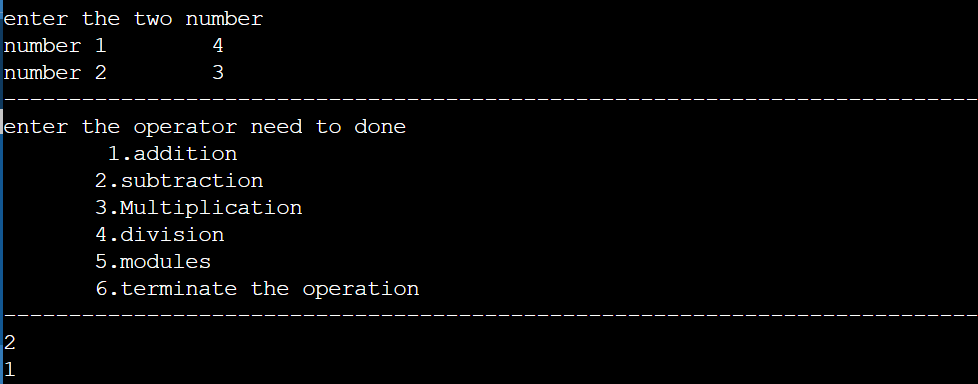 enter the two number
number 1        4
number 2        3
---------------------------------------------------------------------------
enter the operator need to done
        1.addition
       2.subtraction
       3.Multiplication
       4.division
       5.modules
       6.terminate the operation
---------------------------------------------------------------------------
2
1